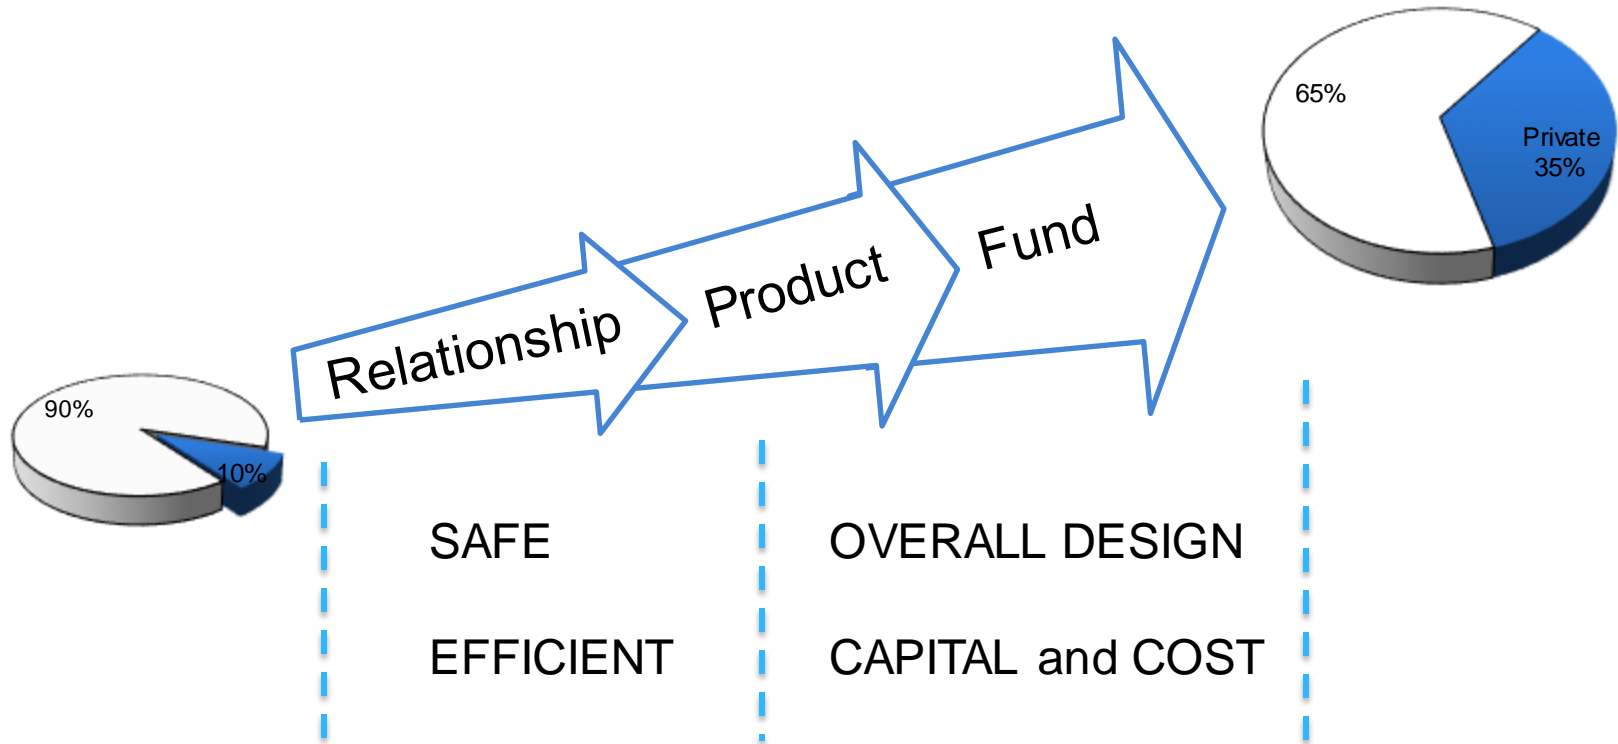 65%
Private
35%
Fund
Product
Relationship
90%
10%
SAFE
OVERALL DESIGN
EFFICIENT
CAPITAL and COST